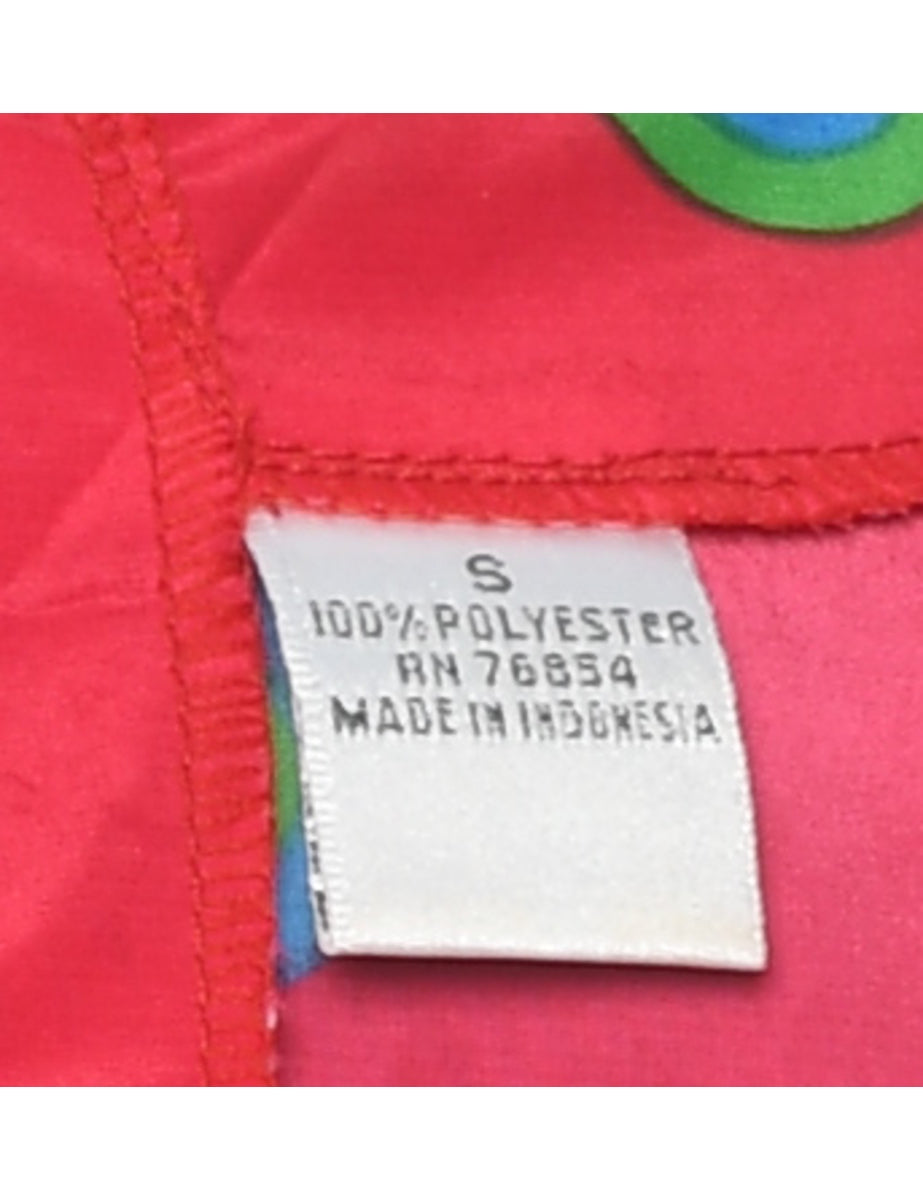 S
100% POLYESTER
RN 76854
MADE IN INDONESIA